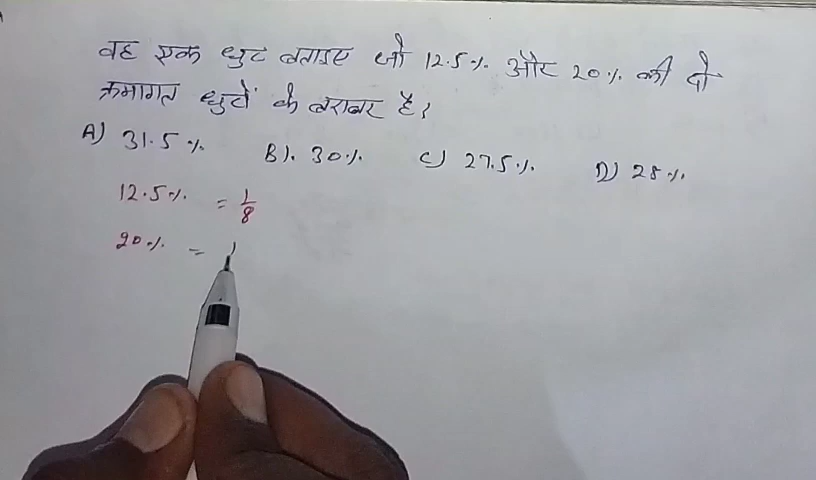 वह एक छुट बताइए जो 12.5% और 20% की दो
क्रमागत छुटों के बराबर है।
A) 31.5% B). 30% C) 27.5% D) 28%
12.5% = 1/8
20% = 1